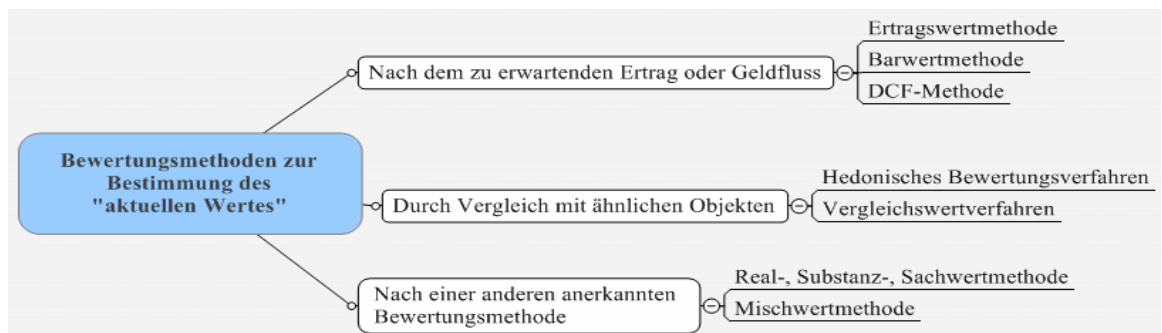 Bewertungsmethoden zur
Bestimmung des
"aktuellen Wertes"
Nach dem zu erwartenden Ertrag oder Geldfluss
Ertragswertmethode
Barwertmethode
DCF-Methode
Durch Vergleich mit ähnlichen Objekten
Hedonisches Bewertungsverfahren
Vergleichswertverfahren
Nach einer anderen anerkannten
Bewertungsmethode
Real-, Substanz-, Sachwertmethode
Mischwertmethode